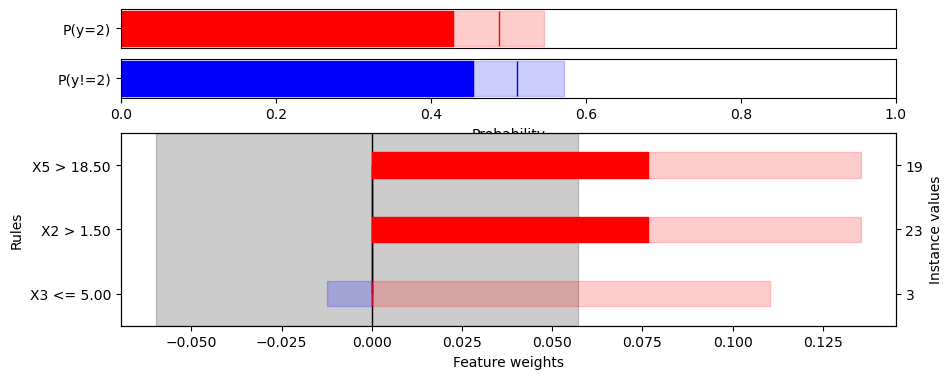 P(y=2)
P(y!=2)
0.0 0.2 0.4 0.6 0.8 1.0
Probability
X5 > 18.50 19
X2 > 1.50 23
X3 <= 5.00 3
Rules
Instance values
−0.050 −0.025 0.000 0.025 0.050 0.075 0.100 0.125
Feature weights